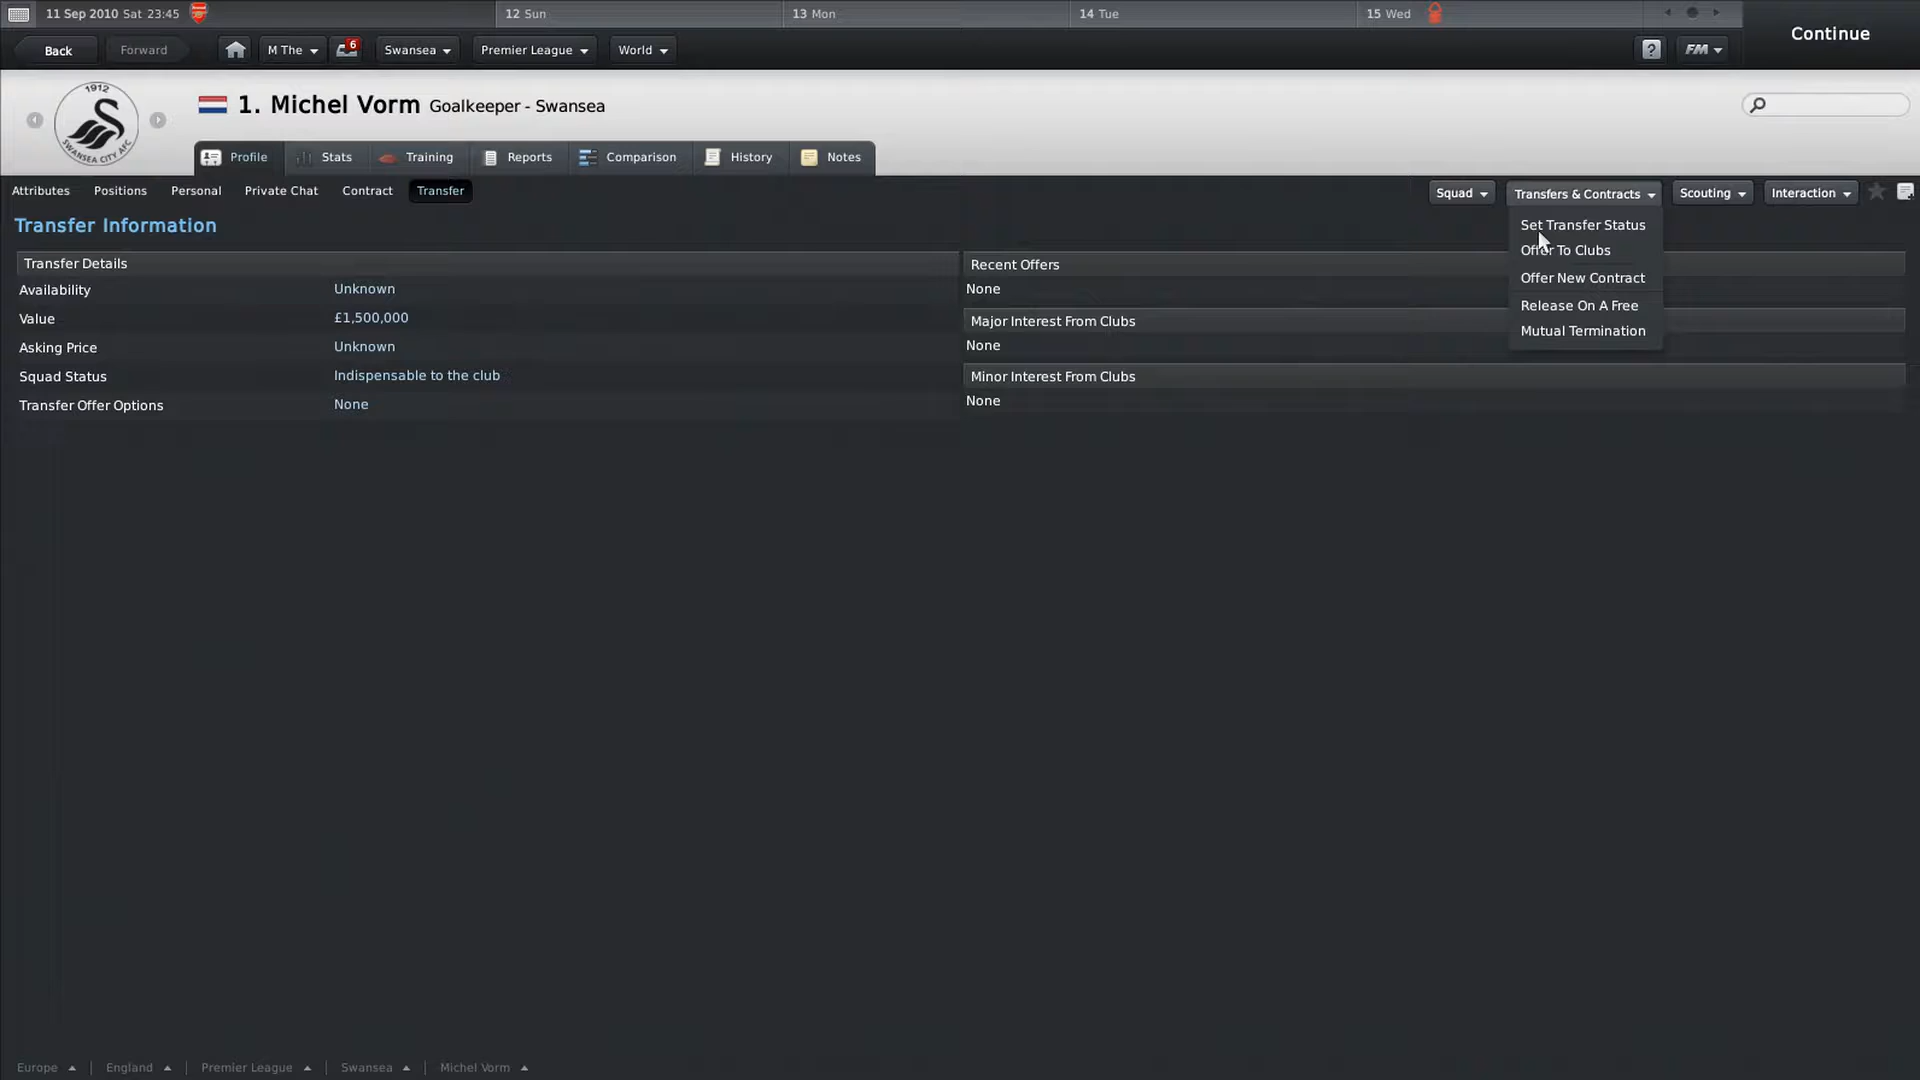 11 Sep 2010 Sat 23:45
12 Sun
13 Mon
14 Tue
15 Wed
Continue
Back
Forward
M The
6
Swansea
Premier League
World
?
FM
1912
SWANSEA CITY AFC
1. Michel Vorm Goalkeeper - Swansea
Profile
Stats
Training
Reports
Comparison
History
Notes
Attributes
Positions
Personal
Private Chat
Contract
Transfer
Squad
Transfers & Contracts
Scouting
Interaction
Set Transfer Status
Offer To Clubs
Offer New Contract
Release On A Free
Mutual Termination
Transfer Information
Transfer Details
Availability Unknown
Value £1,500,000
Asking Price Unknown
Squad Status Indispensable to the club
Transfer Offer Options None
Recent Offers
None
Major Interest From Clubs
None
Minor Interest From Clubs
None
Europe
England
Premier League
Swansea
Michel Vorm